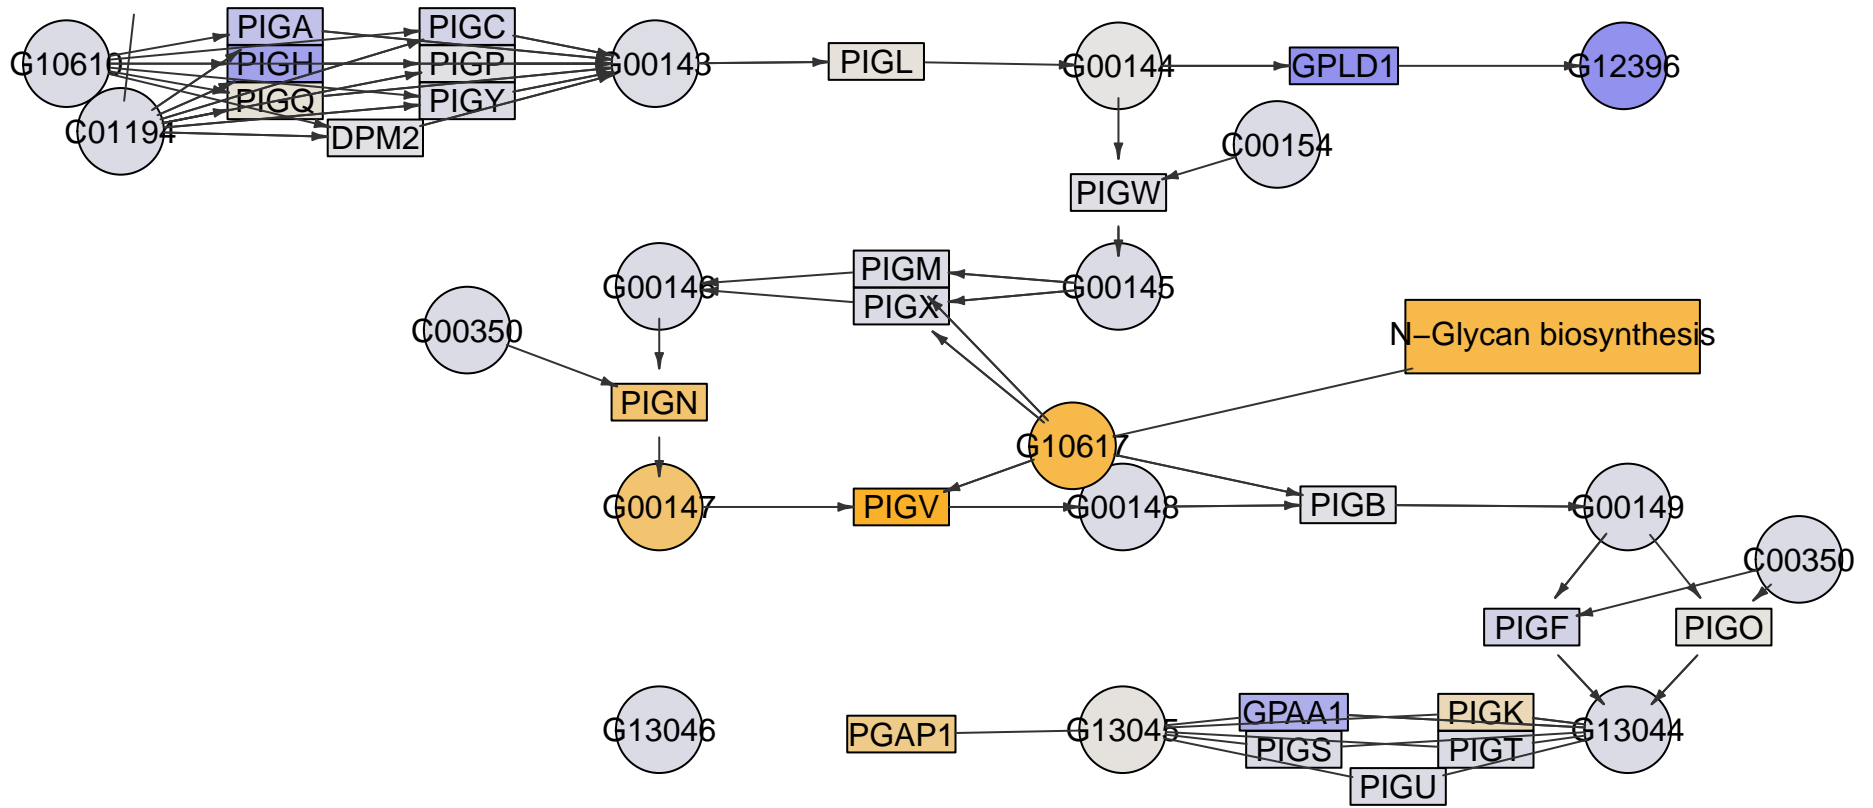 PIGA
PIGC
G10610
PIGH
PIGP
G00143
PIGL
G00144
GPLD1
G12396
PIGQ
PIGY
C01194
DPM2
C00154
PIGW
PIGM
G00146
G00145
PIGX
C00350
N−Glycan biosynthesis
PIGN
G10617
G00147
PIGV
G00148
PIGB
G00149
C00350
PIGF
PIGO
GPAA1
PIGK
G13046
PGAP1
G13045
G13044
PIGS
PIGT
PIGU